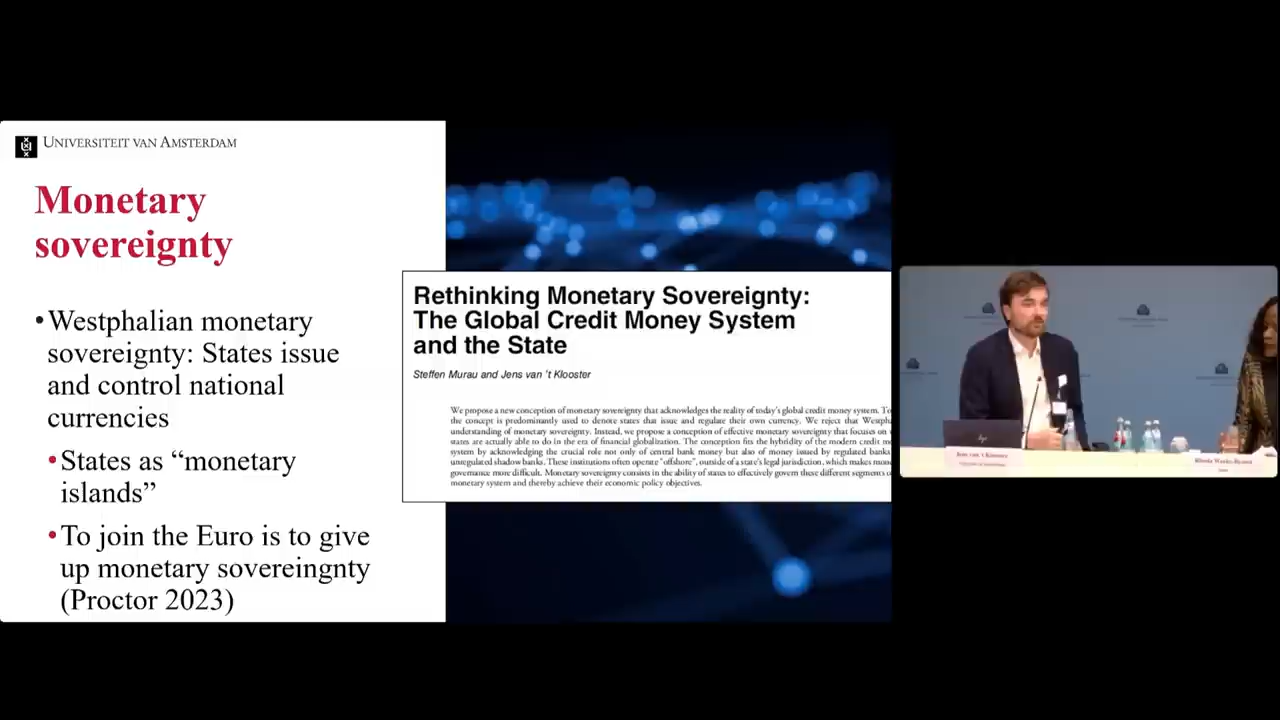 UNIVERSITEIT VAN AMSTERDAM
Monetary
sovereignty
•Westphalian monetary
sovereignty: States issue
and control national
currencies
•States as “monetary
islands”
•To join the Euro is to give
up monetary sovereingnty
(Proctor 2023)
Rethinking Monetary Sovereignty:
The Global Credit Money System
and the State
Steffen Murau and Jens van 't Klooster
We propose a new conception of monetary sovereignty that acknowledges the reality of today's global credit money system. To
the concept is predominantly used to denote states that issue and regulate their own currency. We reject that Westph
understanding of monetary sovereignty. Instead, we propose a conception of effective monetary sovereignty that focuses on
states are actually able to do in the era of financial globalization. The conception fits the hybridity of the modern credit m
system by acknowledging the crucial role not only of central bank money but also of money issued by regulated banks
unregulated shadow banks. These institutions often operate "offshore", outside of a state's legal jurisdiction, which makes mon
governance more difficult. Monetary sovereignty consists in the ability of states to effectively govern these different segments o
monetary system and thereby achieve their economic policy objectives.
Jens van 't Klooster